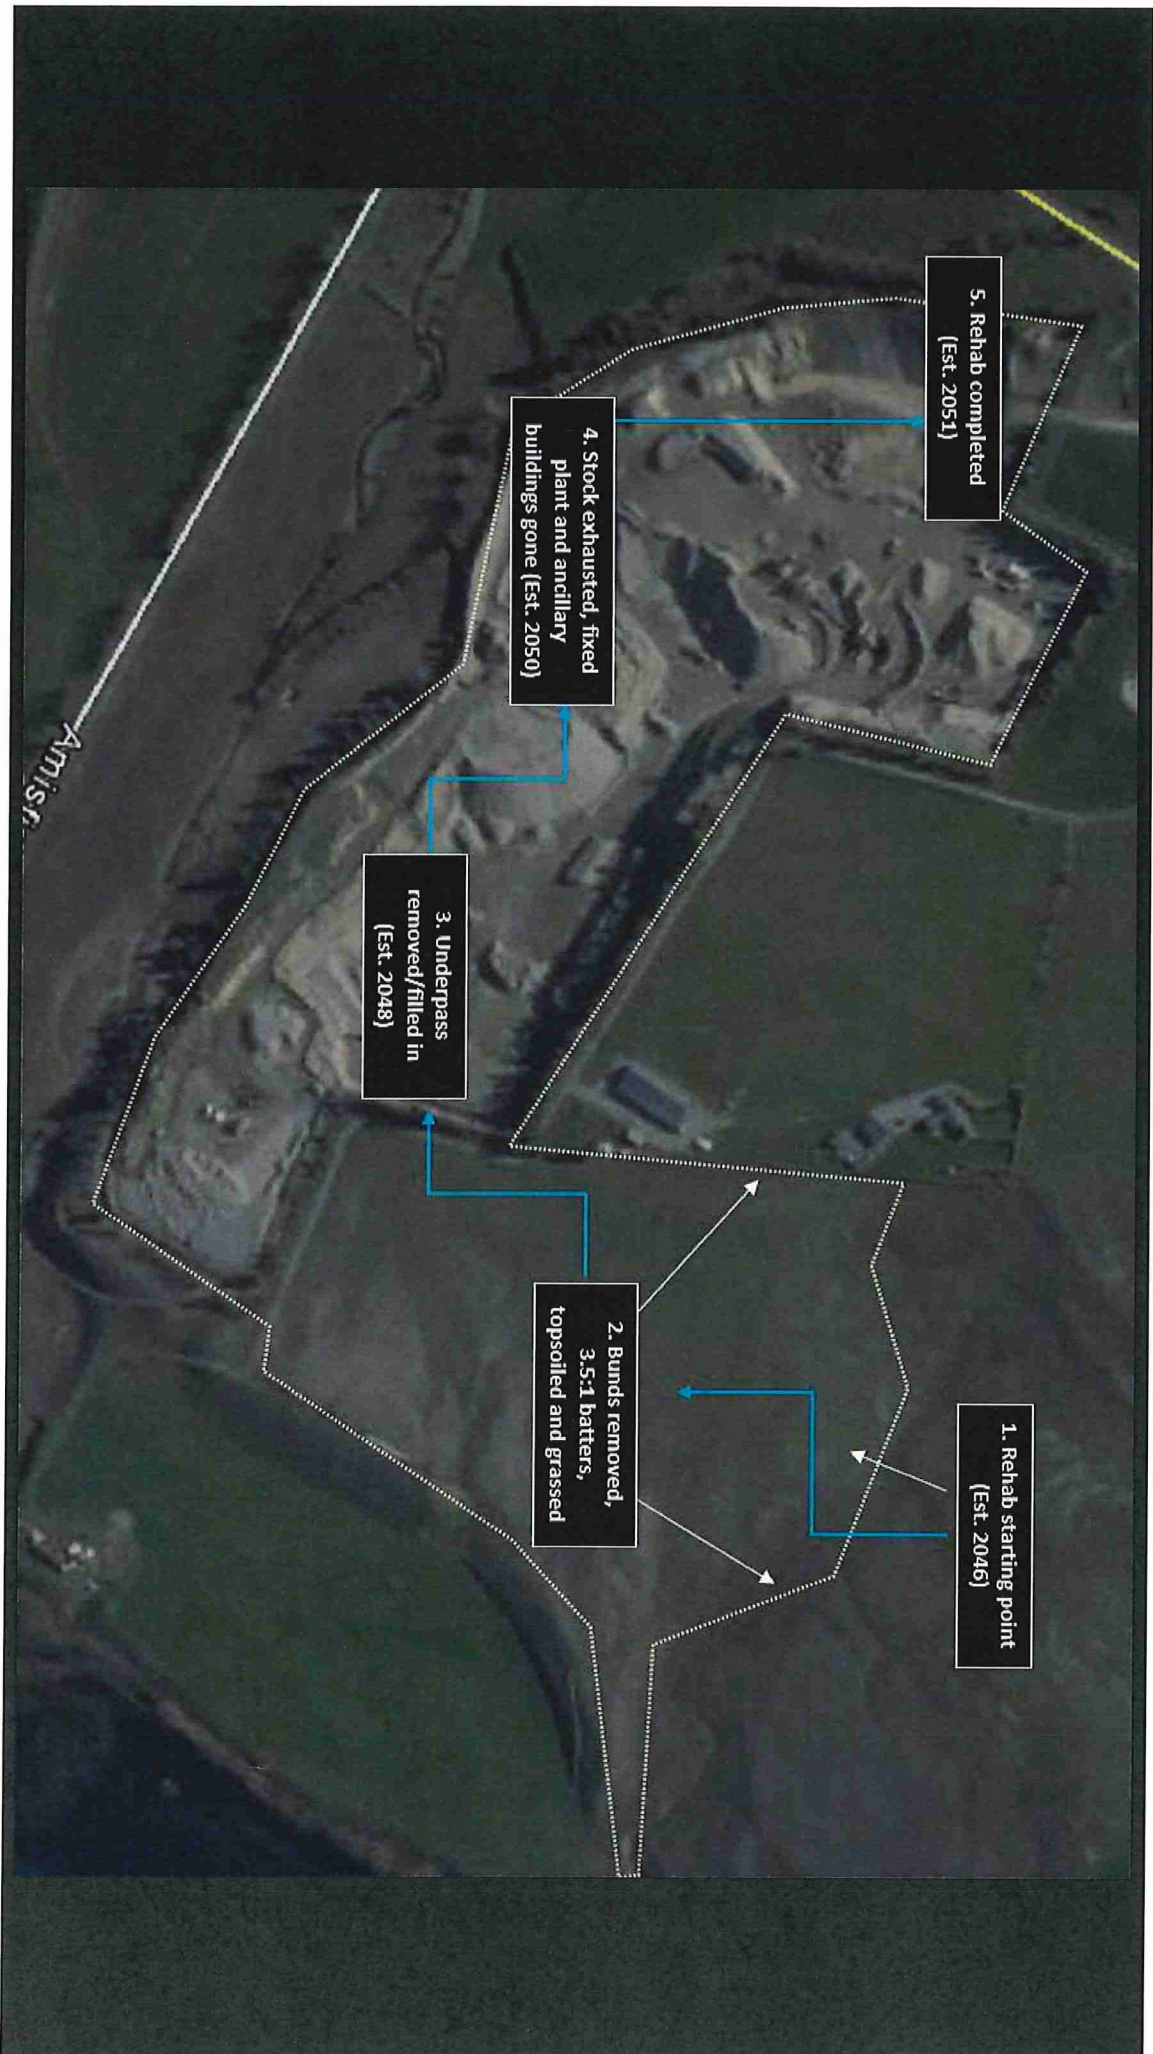 1. Rehab starting point
(Est. 2046)
2. Bunds removed,
3.5:1 batters,
topsoiled and grassed
3. Underpass
removed/filled in
(Est. 2048)
4. Stock exhausted, fixed
plant and ancillary
buildings gone (Est. 2050)
5. Rehab completed
(Est. 2051)
Amisfi